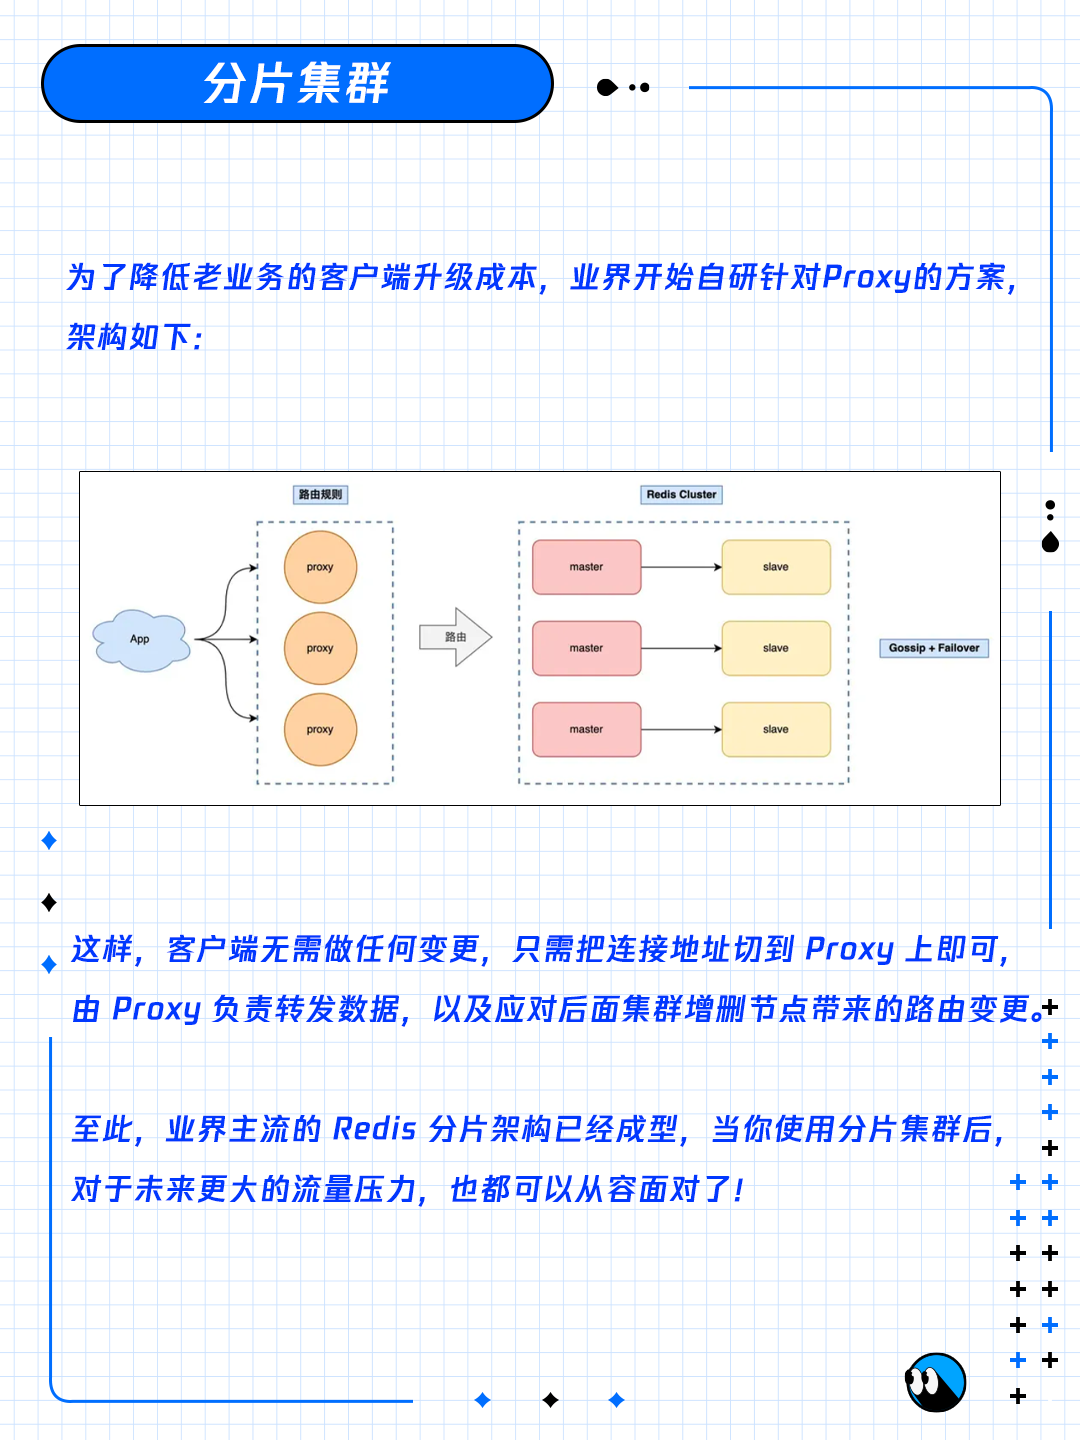 分片集群
为了降低老业务的客户端升级成本，业界开始自研针对Proxy的方案，
架构如下：
路由规则
Redis Cluster
proxy
master
slave
App
proxy
路由
master
slave
Gossip + Failover
proxy
master
slave
这样，客户端无需做任何变更，只需把连接地址切到 Proxy 上即可，
由 Proxy 负责转发数据，以及应对后面集群增删节点带来的路由变更。
至此，业界主流的 Redis 分片架构已经成型，当你使用分片集群后，
对于未来更大的流量压力，也都可以从容面对了！